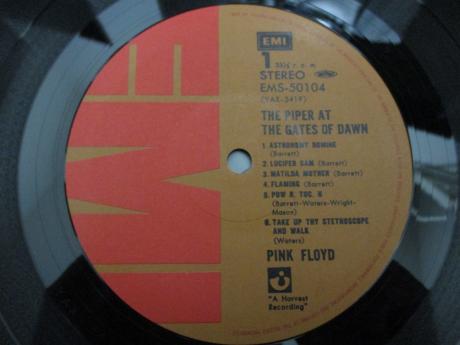 EMI
EMI
1 33⅓ r.p.m.
STEREO
EMS-50104
(YAX-3419)
THE PIPER AT
THE GATES OF DAWN
1. ASTRONOMY DOMINE
(Barrett)
2. LUCIFER SAM (Barrett)
3. MATILDA MOTHER (Barrett)
4. FLAMING (Barrett)
5. POW R. TOC. H
(Barrett-Waters-Wright-
Mason)
6. TAKE UP THY STETHOSCOPE
AND WALK
(Waters)
PINK FLOYD
"A Harvest
Recording"